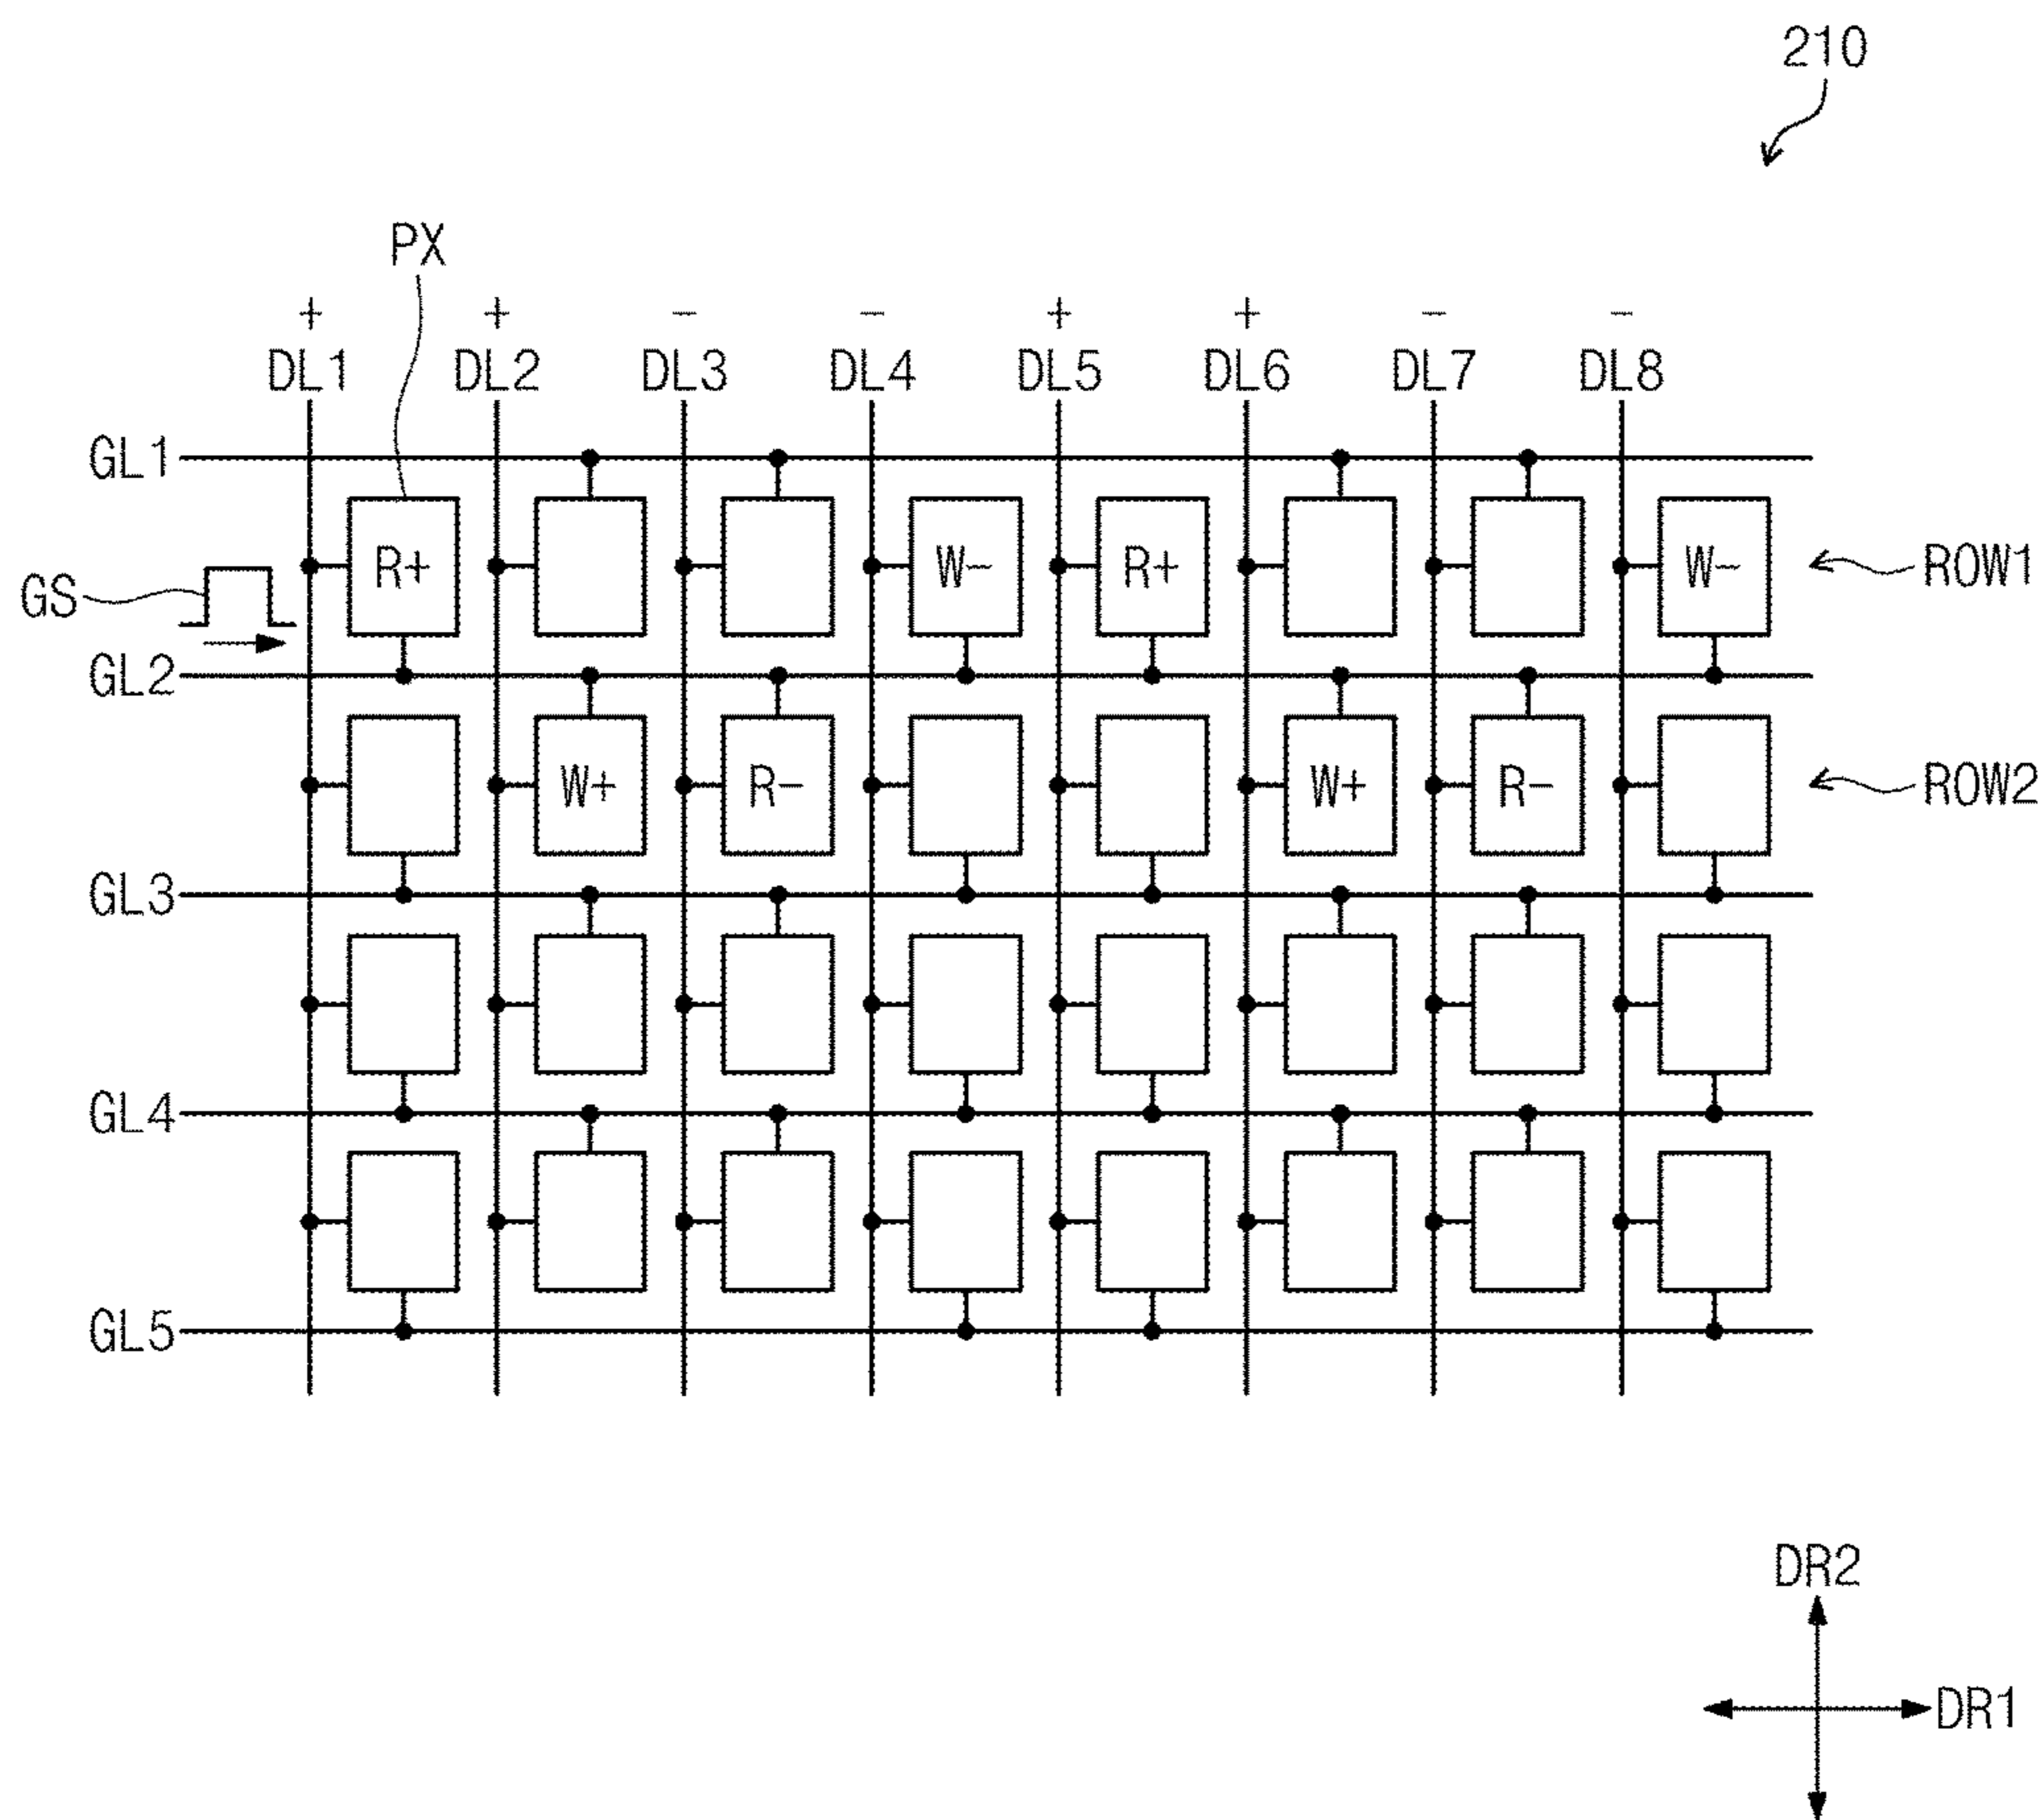 210
PX
+ + - - + + - -
DL1 DL2 DL3 DL4 DL5 DL6 DL7 DL8
GL1
R+ W- R+ W- ROW1
GS
GL2
W+ R- W+ R- ROW2
GL3
GL4
GL5
DR2
DR1